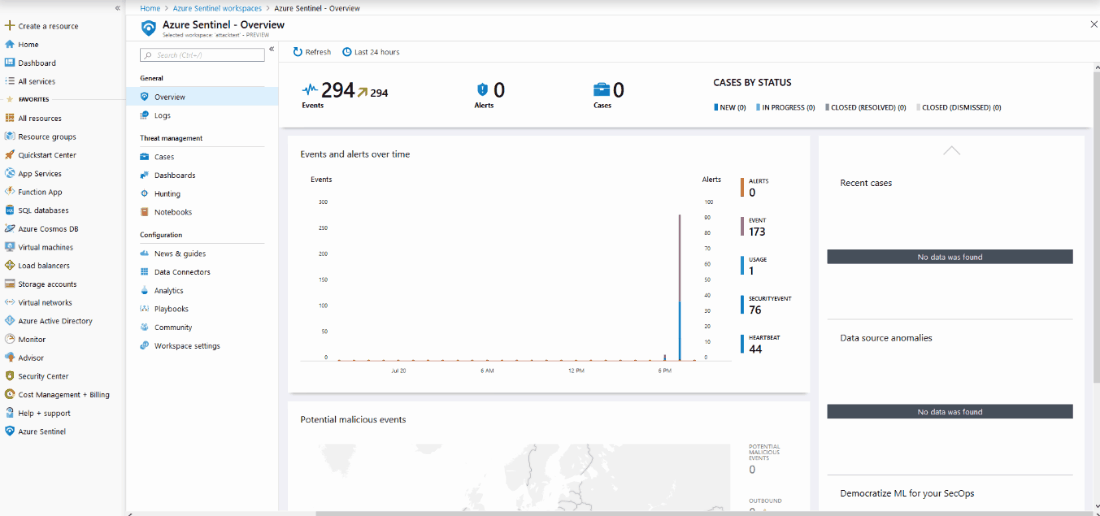 Home > Azure Sentinel workspaces > Azure Sentinel - Overview
Azure Sentinel - Overview
Selected workspace: 'attacktest' - PREVIEW
Create a resource
Home
Dashboard
All services
FAVORITES
All resources
Resource groups
Quickstart Center
App Services
Function App
SQL databases
Azure Cosmos DB
Virtual machines
Load balancers
Storage accounts
Virtual networks
Azure Active Directory
Monitor
Advisor
Security Center
Cost Management + Billing
Help + support
Azure Sentinel
Search (Ctrl+/)
General
Overview
Logs
Threat management
Cases
Dashboards
Hunting
Notebooks
Configuration
News & guides
Data Connectors
Analytics
Playbooks
Community
Workspace settings
Refresh
Last 24 hours
294 294
Events
0
Alerts
0
Cases
CASES BY STATUS
NEW (0) IN PROGRESS (0) CLOSED (RESOLVED) (0) CLOSED (DISMISSED) (0)
Events and alerts over time
Events
Alerts
300
250
200
150
100
50
0
100
90
80
70
60
50
40
30
20
10
0
Jul 20 6 AM 12 PM 6 PM
ALERTS
0
EVENT
173
USAGE
1
SECURITYEVENT
76
HEARTBEAT
44
Potential malicious events
POTENTIAL
MALICIOUS
EVENTS
0
OUTBOUND
Recent cases
No data was found
Data source anomalies
No data was found
Democratize ML for your SecOps